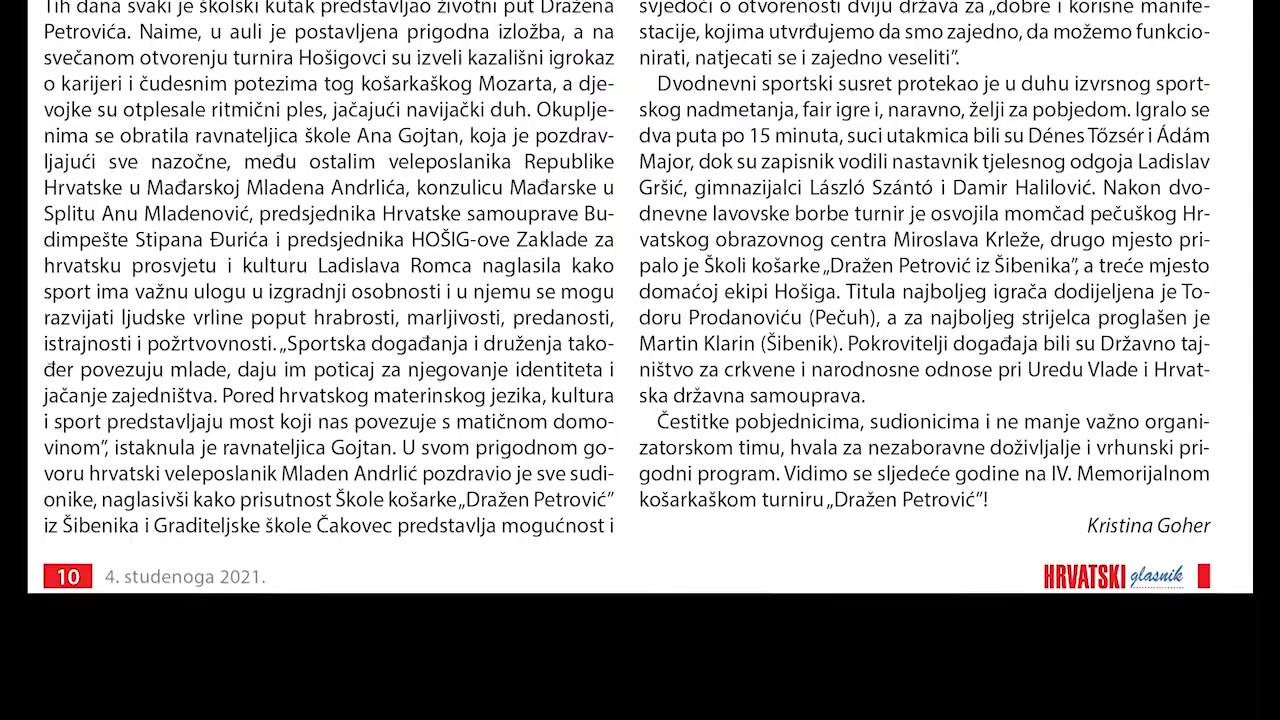 Tih dana svaki je školski kutak predstavljao životni put Dražena
Petrovića. Naime, u auli je postavljena prigodna izložba, a na
svečanom otvorenju turnira Hošigovci su izveli kazališni igrokaz
o karijeri i čudesnim potezima tog košarkaškog Mozarta, a dje-
vojke su otplesale ritmični ples, jačajući navijački duh. Okuplje-
nima se obratila ravnateljica škole Ana Gojtan, koja je pozdrav-
ljajući sve nazočne, među ostalim veleposlanika Republike
Hrvatske u Mađarskoj Mladena Andrlića, konzulicu Mađarske u
Splitu Anu Mladenović, predsjednika Hrvatske samouprave Bu-
dimpešte Stipana Đurića i predsjednika HOŠIG-ove Zaklade za
hrvatsku prosvjetu i kulturu Ladislava Romca naglasila kako
sport ima važnu ulogu u izgradnji osobnosti i u njemu se mogu
razvijati ljudske vrline poput hrabrosti, marljivosti, predanosti,
istrajnosti i požrtvovnosti. „Sportska događanja i druženja tako-
đer povezuju mlade, daju im poticaj za njegovanje identiteta i
jačanje zajedništva. Pored hrvatskog materinskog jezika, kultura
i sport predstavljaju most koji nas povezuje s matičnom domo-
vinom”, istaknula je ravnateljica Gojtan. U svom prigodnom go-
voru hrvatski veleposlanik Mladen Andrlić pozdravio je sve sudi-
onike, naglasivši kako prisutnost Škole košarke „Dražen Petrović”
iz Šibenika i Graditeljske škole Čakovec predstavlja mogućnost i
svjedoči o otvorenosti dviju država za „dobre i korisne manife-
stacije, kojima utvrđujemo da smo zajedno, da možemo funkcio-
nirati, natjecati se i zajedno veseliti”.
Dvodnevni sportski susret protekao je u duhu izvrsnog sport-
skog nadmetanja, fair igre i, naravno, želji za pobjedom. Igralo se
dva puta po 15 minuta, suci utakmica bili su Dénes Tőzsér i Ádám
Major, dok su zapisnik vodili nastavnik tjelesnog odgoja Ladislav
Gršić, gimnazijalci László Szántó i Damir Halilović. Nakon dvo-
dnevne lavovske borbe turnir je osvojila momčad pečuškog Hr-
vatskog obrazovnog centra Miroslava Krleže, drugo mjesto pri-
palo je Školi košarke „Dražen Petrović iz Šibenika”, a treće mjesto
domaćoj ekipi Hošiga. Titula najboljeg igrača dodijeljena je To-
doru Prodanoviću (Pečuh), a za najboljeg strijelca proglašen je
Martin Klarin (Šibenik). Pokrovitelji događaja bili su Državno taj-
ništvo za crkvene i narodnosne odnose pri Uredu Vlade i Hrvat-
ska državna samouprava.
Čestitke pobjednicima, sudionicima i ne manje važno organi-
zatorskom timu, hvala za nezaboravne doživljalje i vrhunski pri-
godni program. Vidimo se sljedeće godine na IV. Memorijalnom
košarkaškom turniru „Dražen Petrović”!
Kristina Goher
10 4. studenoga 2021.
HRVATSKI glasnik